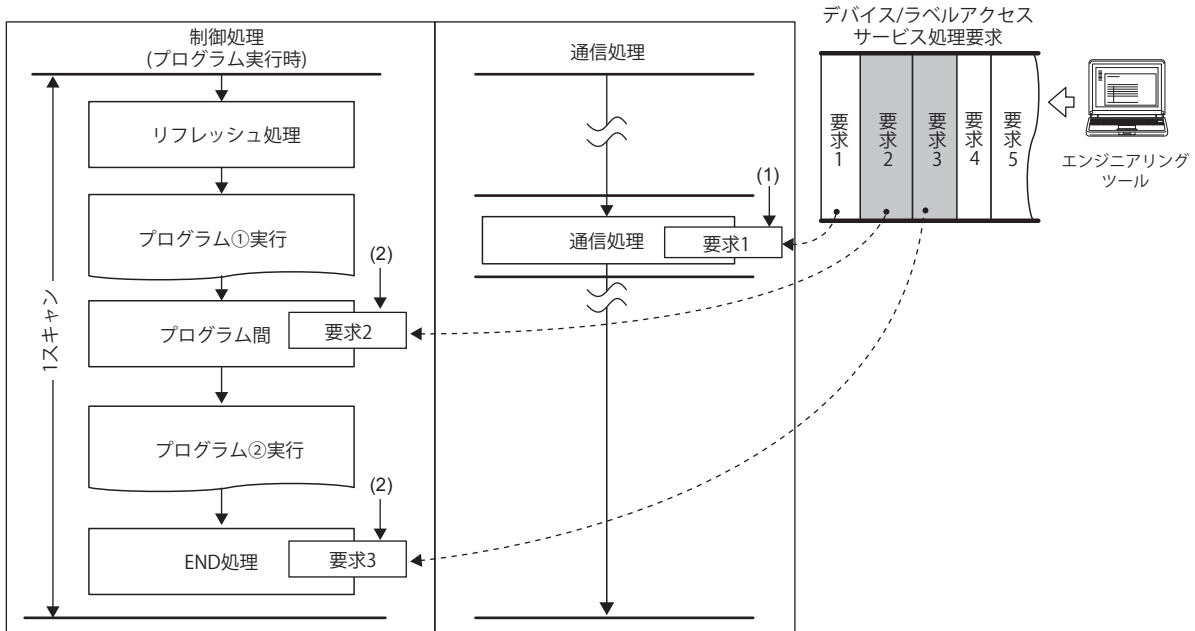 制御処理
(プログラム実行時)
リフレッシュ処理
プログラム①実行
(2)
プログラム間
要求2
プログラム②実行
(2)
END処理
要求3
1スキャン
通信処理
(1)
通信処理
要求1
デバイス/ラベルアクセス
サービス処理要求
要求1
要求2
要求3
要求4
要求5
エンジニアリング
ツール